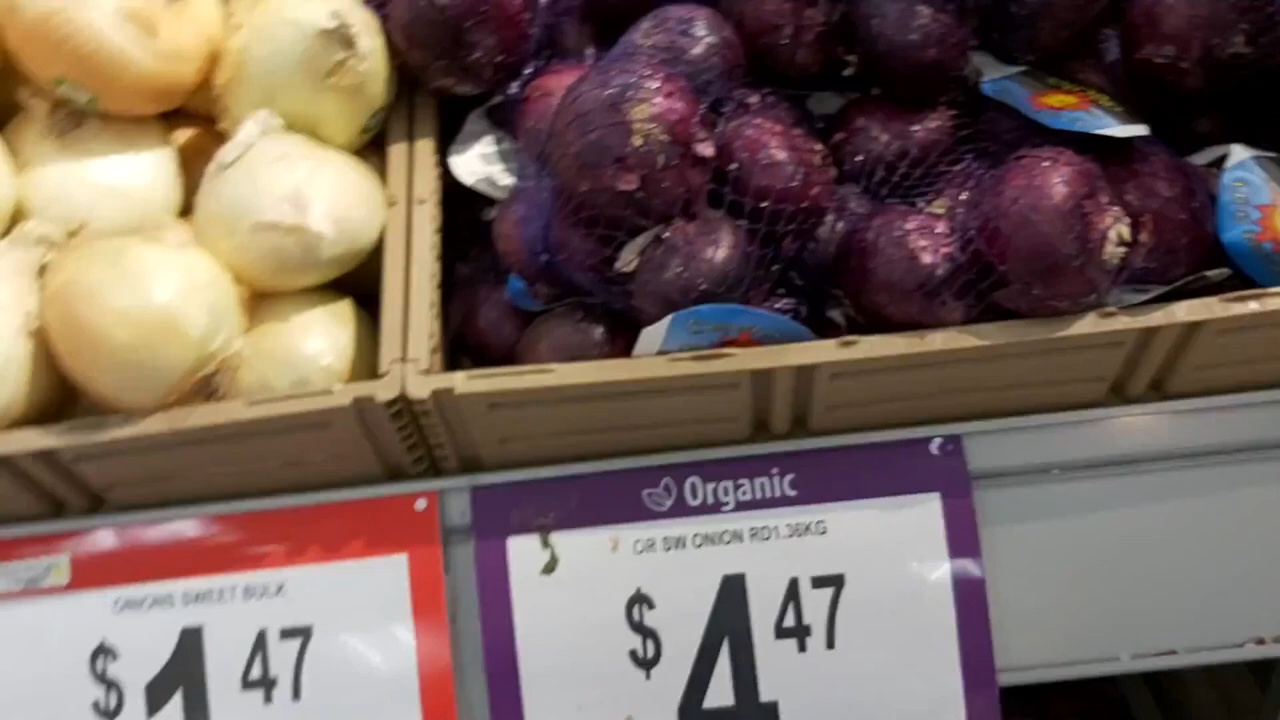 Organic
OR SW ONION RD1.36KG
$4 47
ONIONS SWEET BULK
$1 47